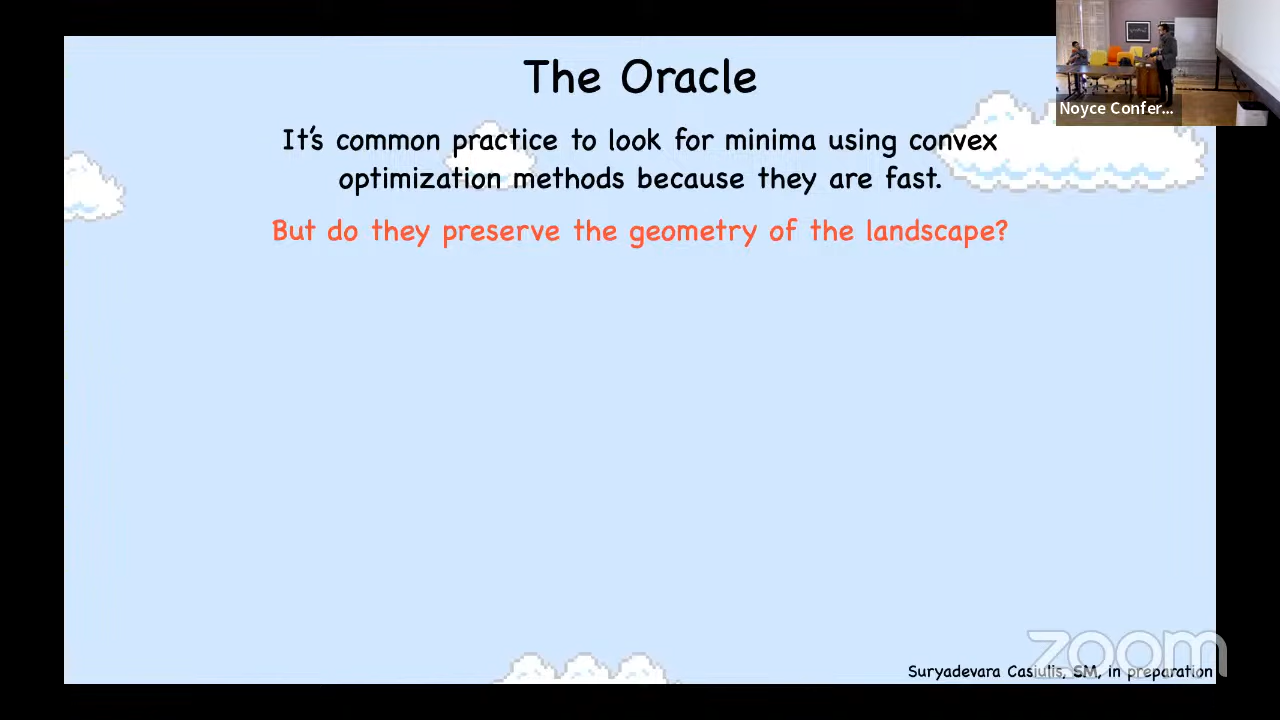 The Oracle
Noyce Confer...
It's common practice to look for minima using convex
optimization methods because they are fast.
But do they preserve the geometry of the landscape?
zoom
Suryadevara Casiulis, SM, in preparation